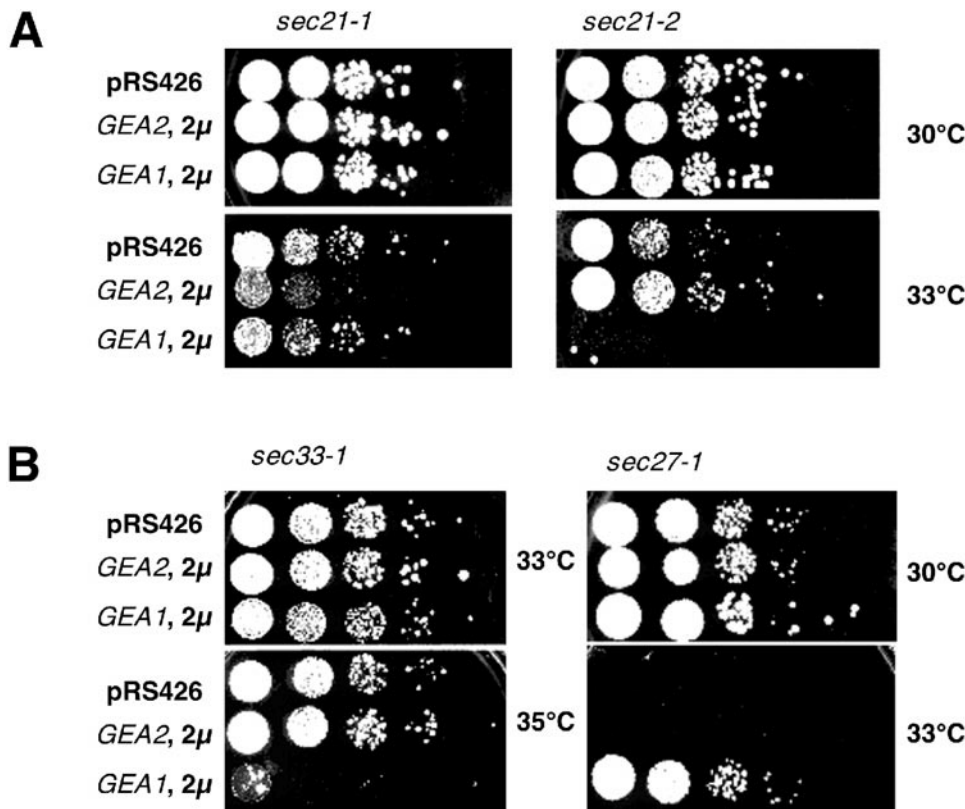 A
sec21-1
sec21-2
pRS426
GEA2, 2µ
GEA1, 2µ
30°C
pRS426
GEA2, 2µ
GEA1, 2µ
33°C
B
sec33-1
sec27-1
pRS426
GEA2, 2µ
GEA1, 2µ
33°C
30°C
pRS426
GEA2, 2µ
GEA1, 2µ
35°C
33°C